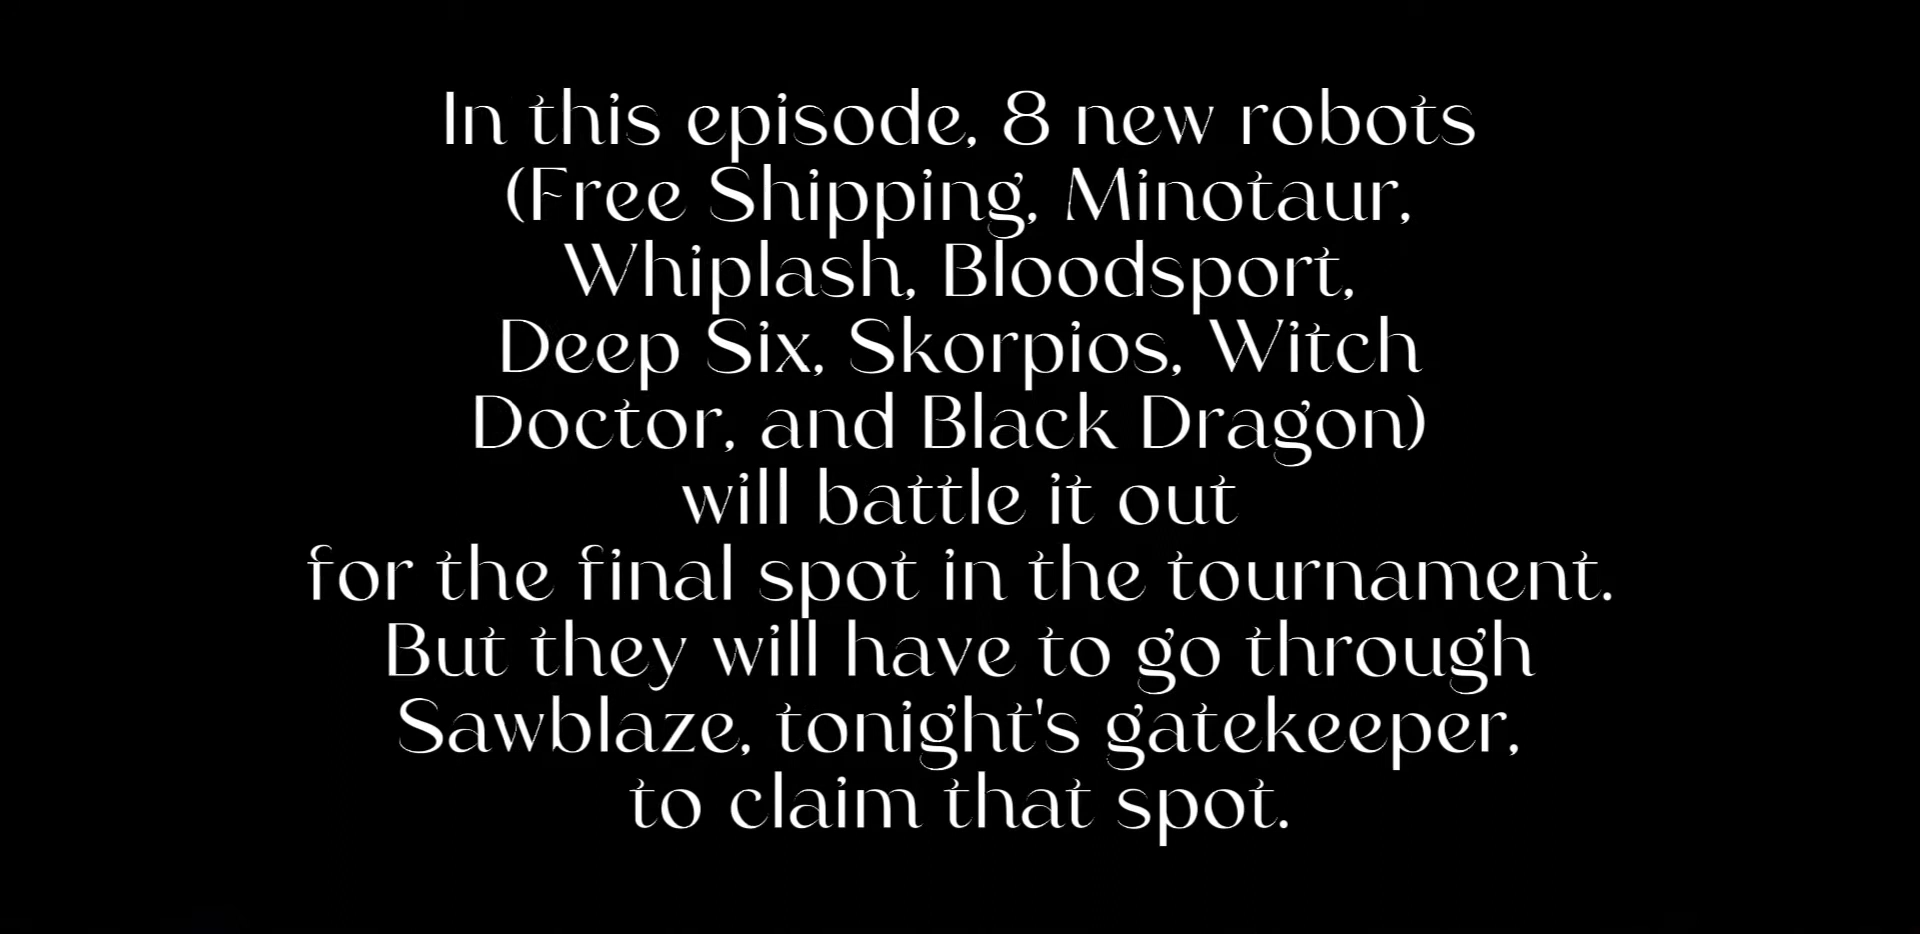 In this episode, 8 new robots
(Free Shipping, Minotaur,
Whiplash, Bloodsport,
Deep Six, Skorpios, Witch
Doctor, and Black Dragon)
will battle it out
for the final spot in the tournament.
But they will have to go through
Sawblaze, tonight's gatekeeper,
to claim that spot.